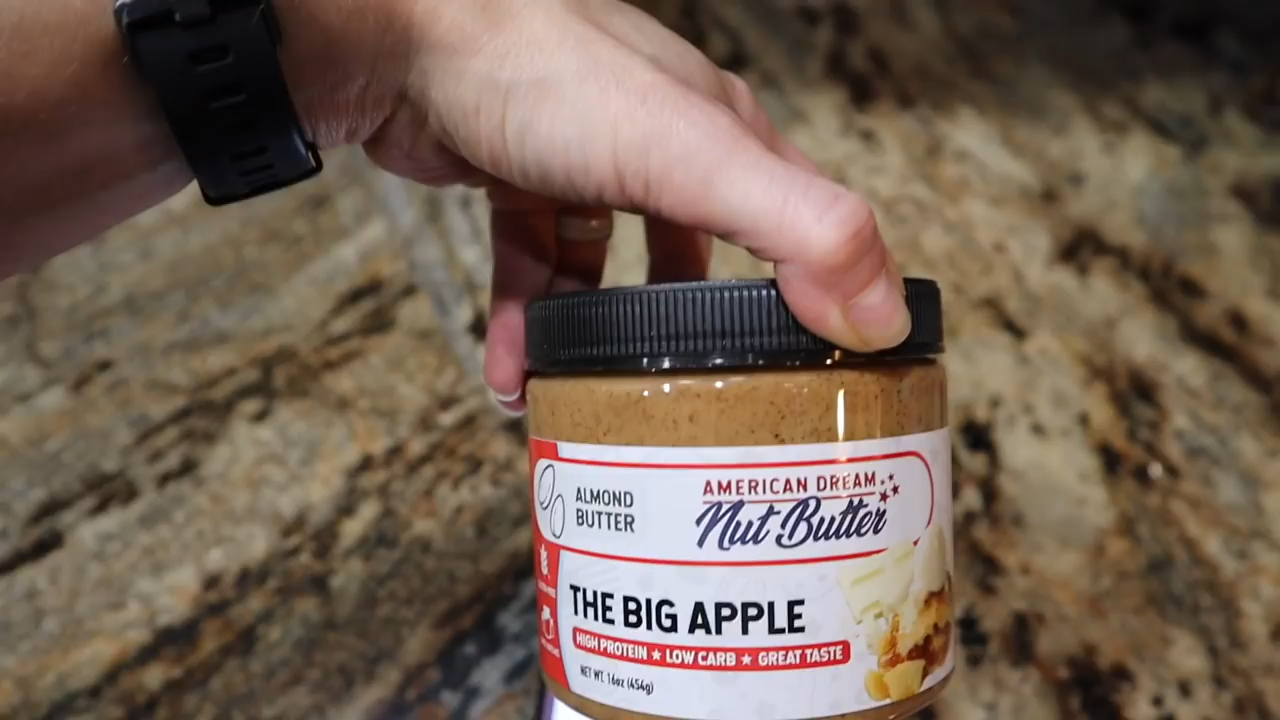 ALMOND
BUTTER
AMERICAN DREAM
Nut Butter
THE BIG APPLE
HIGH PROTEIN ★ LOW CARB ★ GREAT TASTE
NET WT. 16oz (454g)